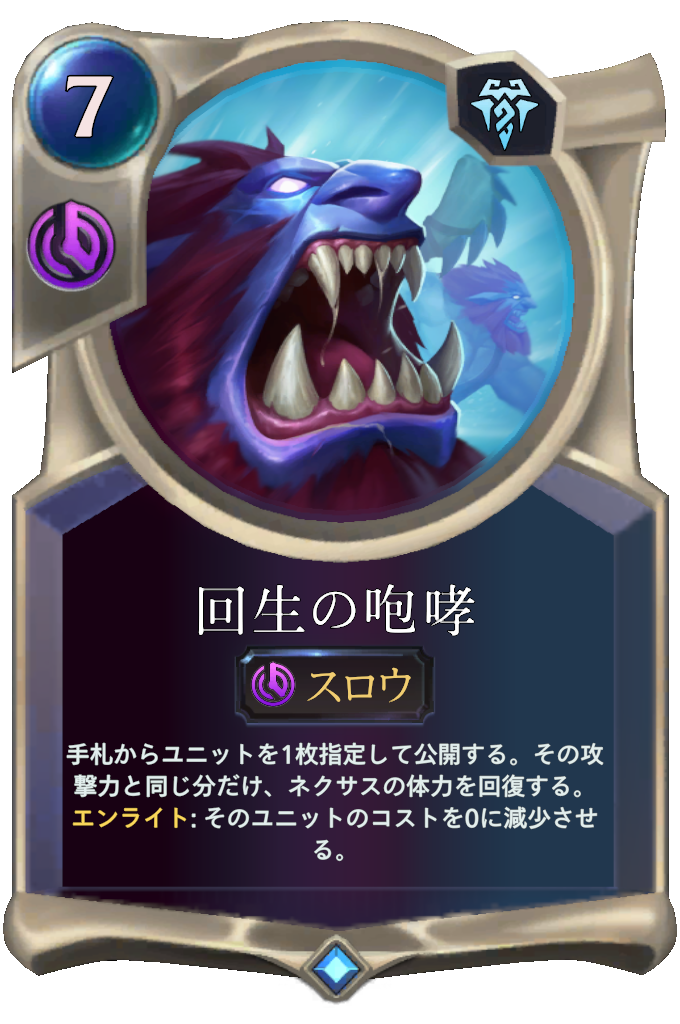 7
回生の咆哮
スロウ
手札からユニットを1枚指定して公開する。その攻
撃力と同じ分だけ、ネクサスの体力を回復する。
エンライト: そのユニットのコストを0に減少させ
る。